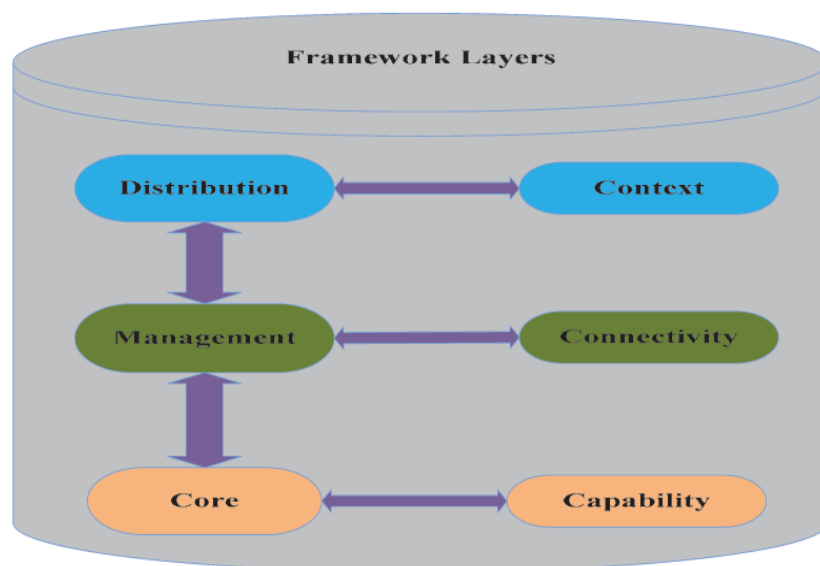 Framework Layers
Distribution
Context
Management
Connectivity
Core
Capability